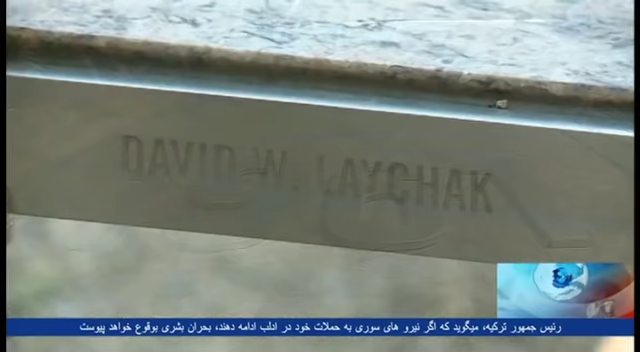 DAVID W. LAYCHAK
رئیس جمهور ترکیه، میگوید که اگر نیرو های سوری به حملات خود در ادلب ادامه دهند، بحران بشری بوقوع خواهد پیوست